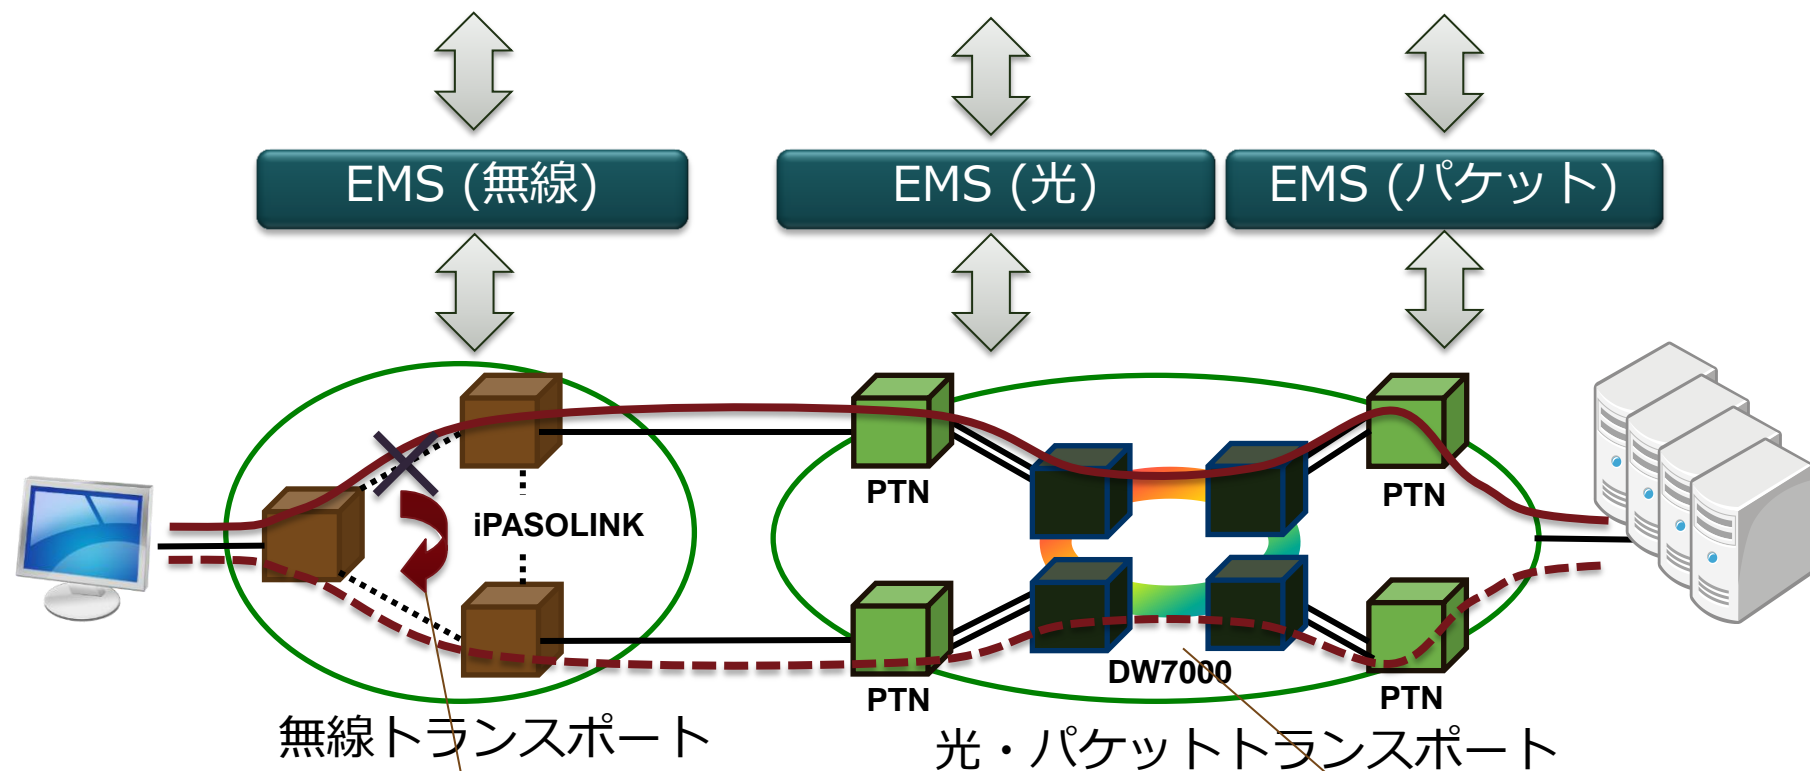 EMS (無線)
EMS (光)
EMS (パケット)
PTN
PTN
iPASOLINK
DW7000
PTN
PTN
無線トランスポート
光・パケットトランスポート